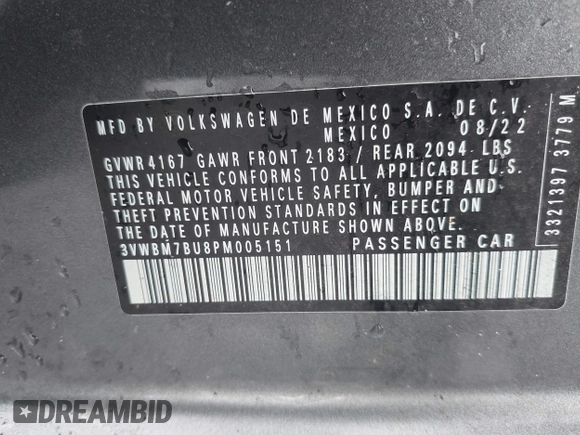 MFD BY VOLKSWAGEN DE MEXICO S.A. DE C.V.
MEXICO 08/22
GVWR 4167 GAWR FRONT 2183 / REAR 2094 LBS
THIS VEHICLE CONFORMS TO ALL APPLICABLE U.S.
FEDERAL MOTOR VEHICLE SAFETY, BUMPER AND
THEFT PREVENTION STANDARDS IN EFFECT ON
THE DATE OF MANUFACTURE SHOWN ABOVE.
3VWBM7BU8PM005151 PASSENGER CAR
3321397 3779 M
DREAMBID